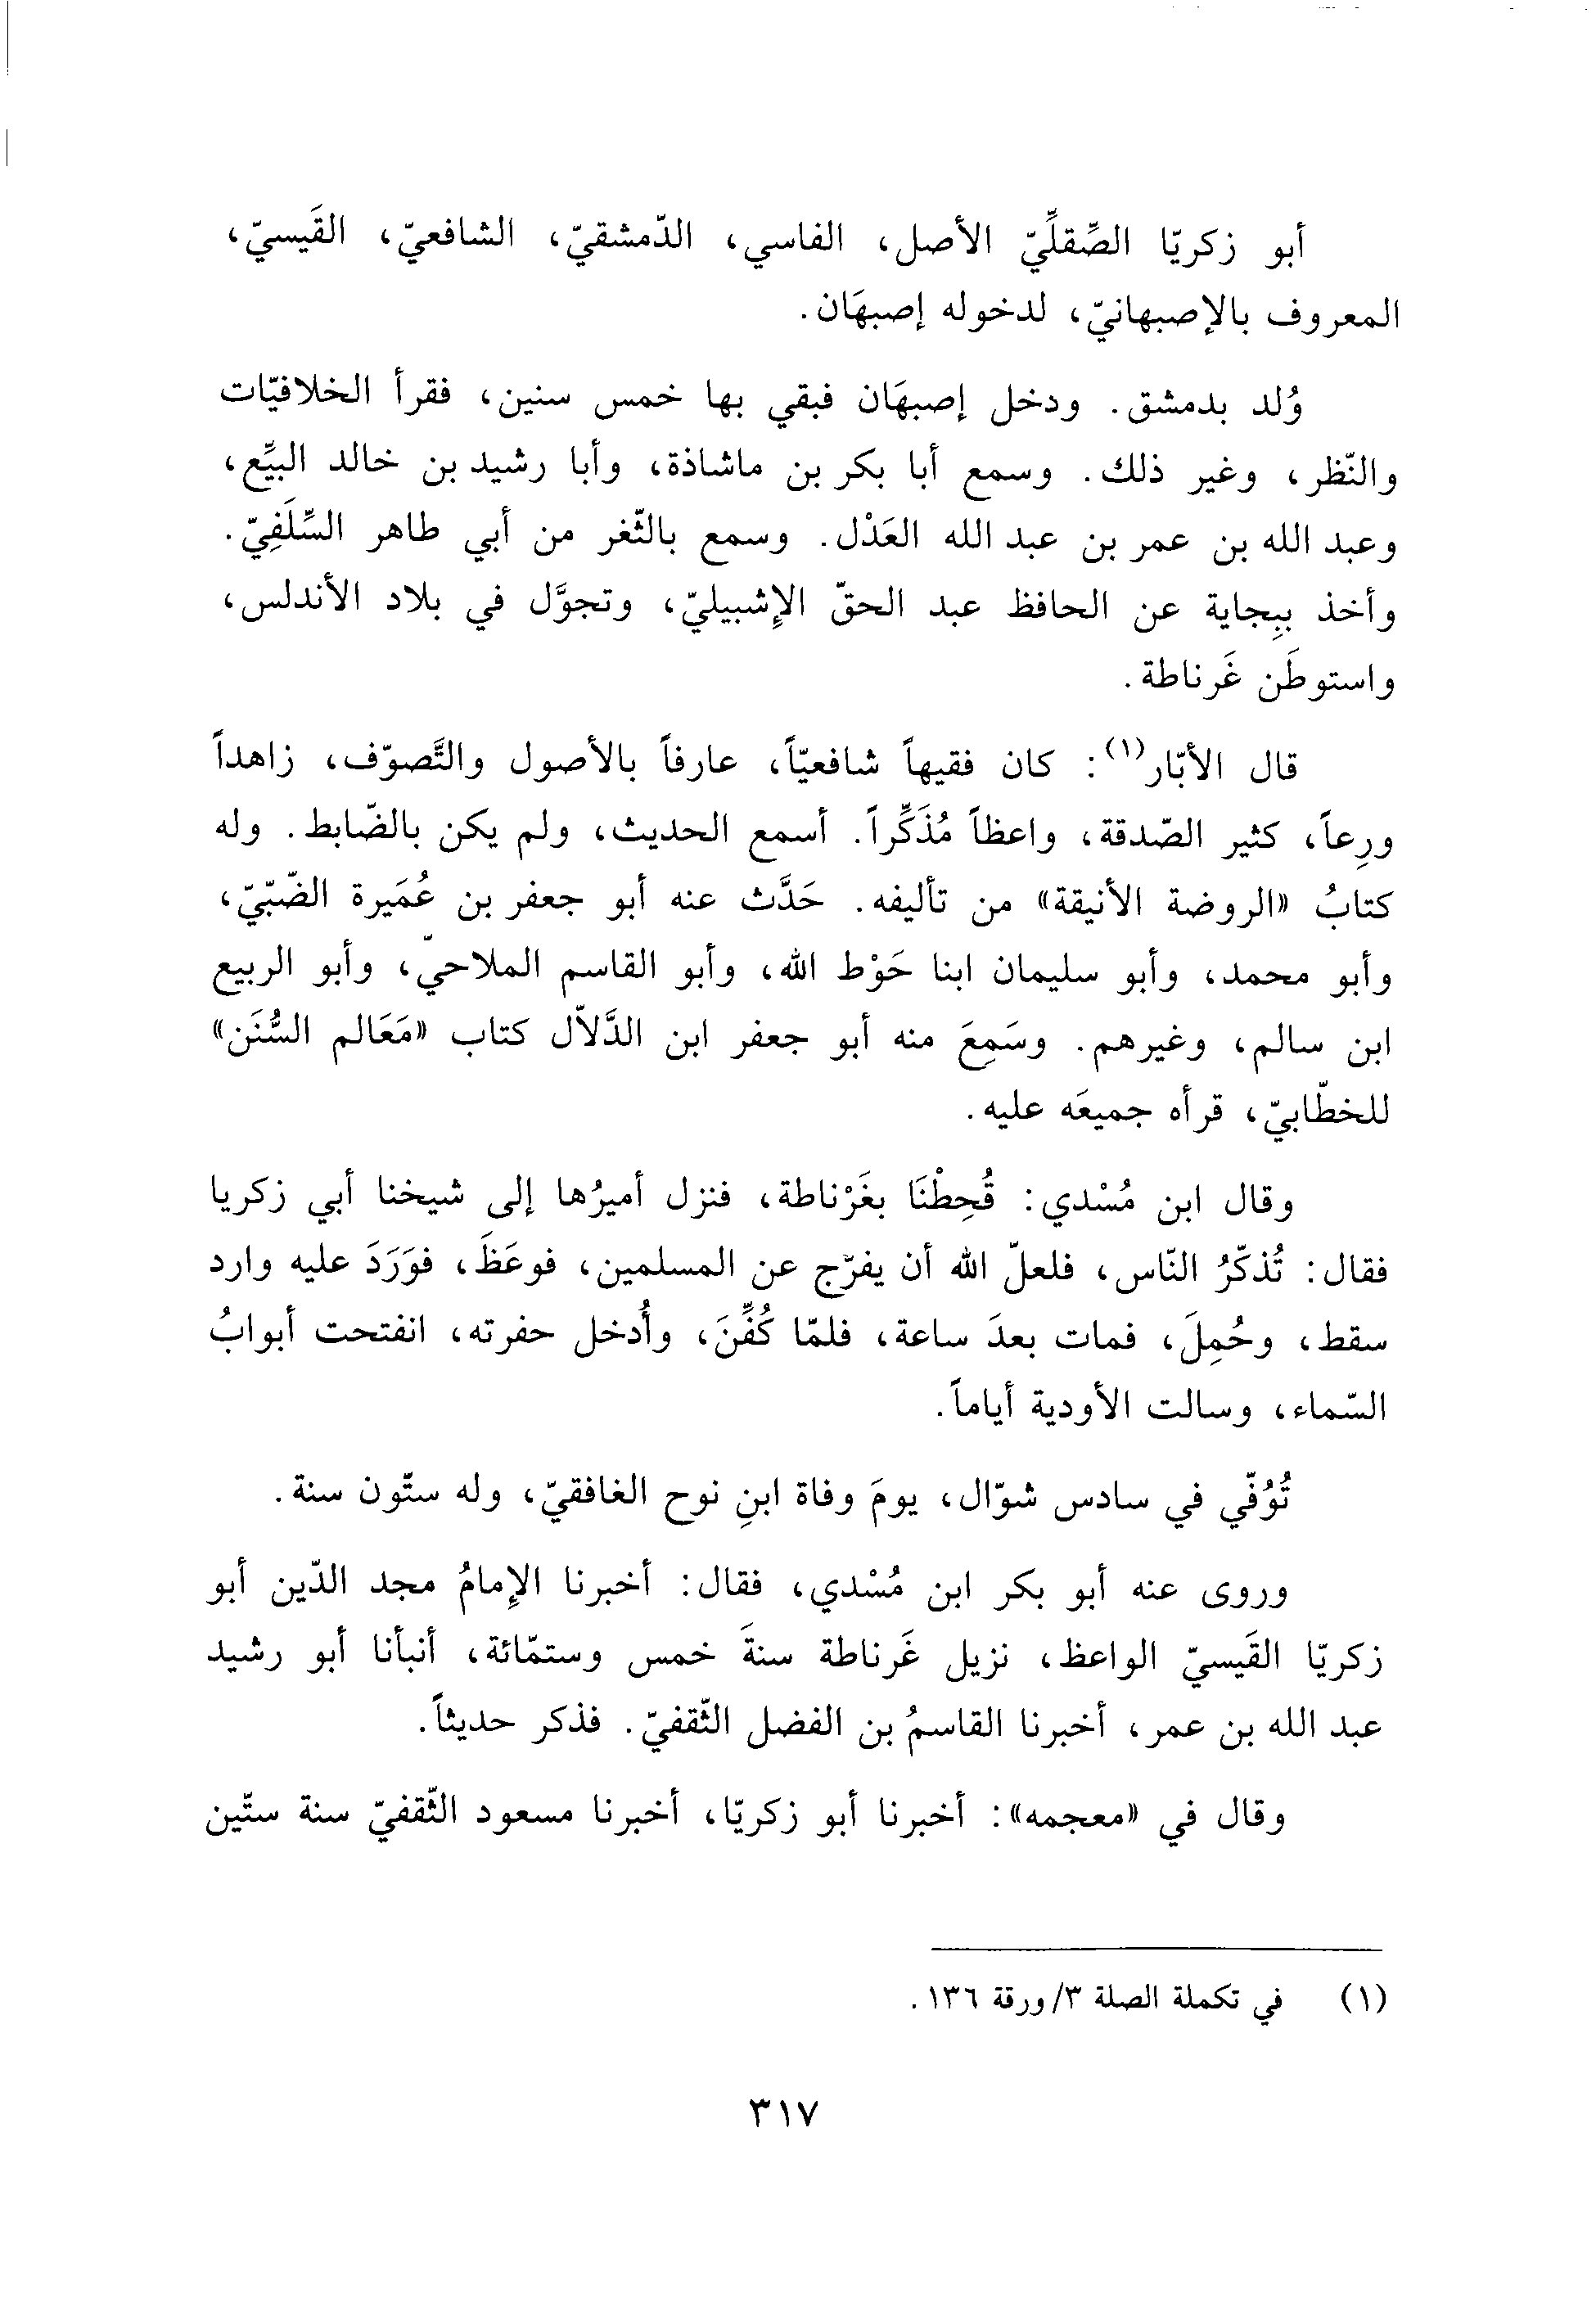 أبو زكريّا الصِّقلِّيّ الأصل، الفاسي، الدّمشقيّ، الشافعيّ، القَيسيّ،
المعروف بالإصبهانيّ، لدخوله إصبهَان.
وُلد بدمشق. ودخل إصبهَان فبقي بها خمس سنين، فقرأ الخلافيّات
والنّظر، وغير ذلك. وسمع أبا بكر بن ماشاذة، وأبا رشيد بن خالد البيِّع،
وعبد الله بن عمر بن عبد الله العَدْل. وسمع بالثّغر من أبي طاهر السِّلَفِيّ.
وأخذ ببِجاية عن الحافظ عبد الحقّ الإشبيليّ، وتجوَّل في بلاد الأندلس،
واستوطَن غَرناطة.
قال الأبّار(١): كان فقيهاً شافعيّاً، عارفاً بالأصول والتَّصوّف، زاهداً
ورِعاً، كثير الصّدقة، واعظاً مُذَكِّراً. أسمع الحديث، ولم يكن بالضّابط. وله
كتابُ «الروضة الأنيقة» من تأليفه. حَدَّث عنه أبو جعفر بن عُمَيرة الضّبّيّ،
وأبو محمد، وأبو سليمان ابنا حَوْط الله، وأبو القاسم الملاحيّ، وأبو الربيع
ابن سالم، وغيرهم. وسَمِعَ منه أبو جعفر ابن الدَّلاّل كتاب «مَعَالم السُّنَن»
للخطّابيّ، قرأه جميعَه عليه.
وقال ابن مُسْدي: قُحِطْنَا بغَرْناطة، فنزل أميرُها إلى شيخنا أبي زكريا
فقال: تُذكّرُ النّاس، فلعلّ الله أن يفرّج عن المسلمين، فوعَظَ، فوَرَدَ عليه وارد
سقط، وحُمِلَ، فمات بعدَ ساعة، فلمّا كُفِّنَ، وأُدخل حفرته، انفتحت أبوابُ
السّماء، وسالت الأودية أياماً.
تُوُفّي في سادس شوّال، يومَ وفاة ابنِ نوح الغافقيّ، وله ستّون سنة.
وروى عنه أبو بكر ابن مُسْدي، فقال: أخبرنا الإمامُ مجد الدّين أبو
زكريّا القَيسيّ الواعظ، نزيل غَرناطة سنةَ خمس وستمّائة، أنبأنا أبو رشيد
عبد الله بن عمر، أخبرنا القاسمُ بن الفضل الثّقفيّ. فذكر حديثاً.
وقال في «معجمه»: أخبرنا أبو زكريّا، أخبرنا مسعود الثّقفيّ سنة ستّين
(١) في تكملة الصلة ٣/ورقة ١٣٦.
٣١٧